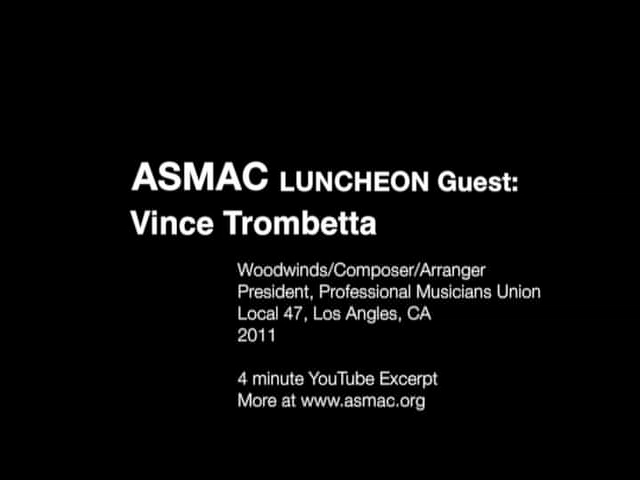 ASMAC LUNCHEON Guest:
Vince Trombetta
Woodwinds/Composer/Arranger
President, Professional Musicians Union
Local 47, Los Angles, CA
2011
4 minute YouTube Excerpt
More at www.asmac.org